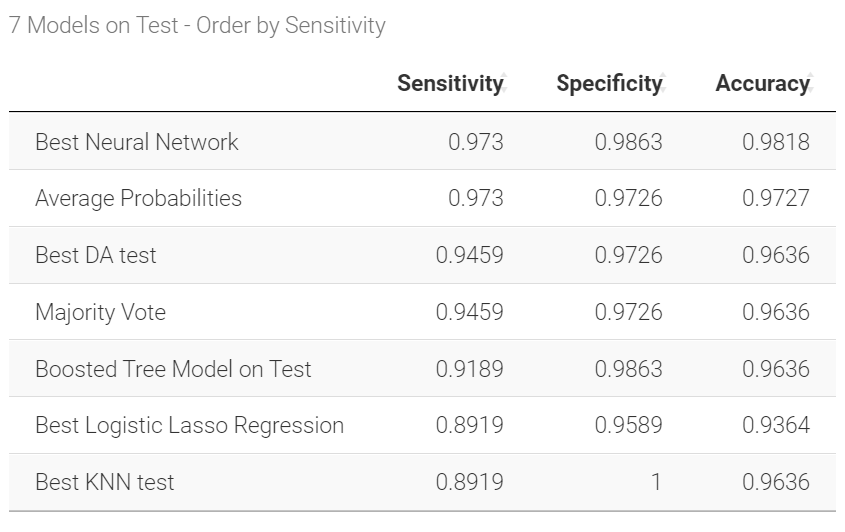 7 Models on Test - Order by Sensitivity
Sensitivity Specificity Accuracy
Best Neural Network 0.973 0.9863 0.9818
Average Probabilities 0.973 0.9726 0.9727
Best DA test 0.9459 0.9726 0.9636
Majority Vote 0.9459 0.9726 0.9636
Boosted Tree Model on Test 0.9189 0.9863 0.9636
Best Logistic Lasso Regression 0.8919 0.9589 0.9364
Best KNN test 0.8919 1 0.9636